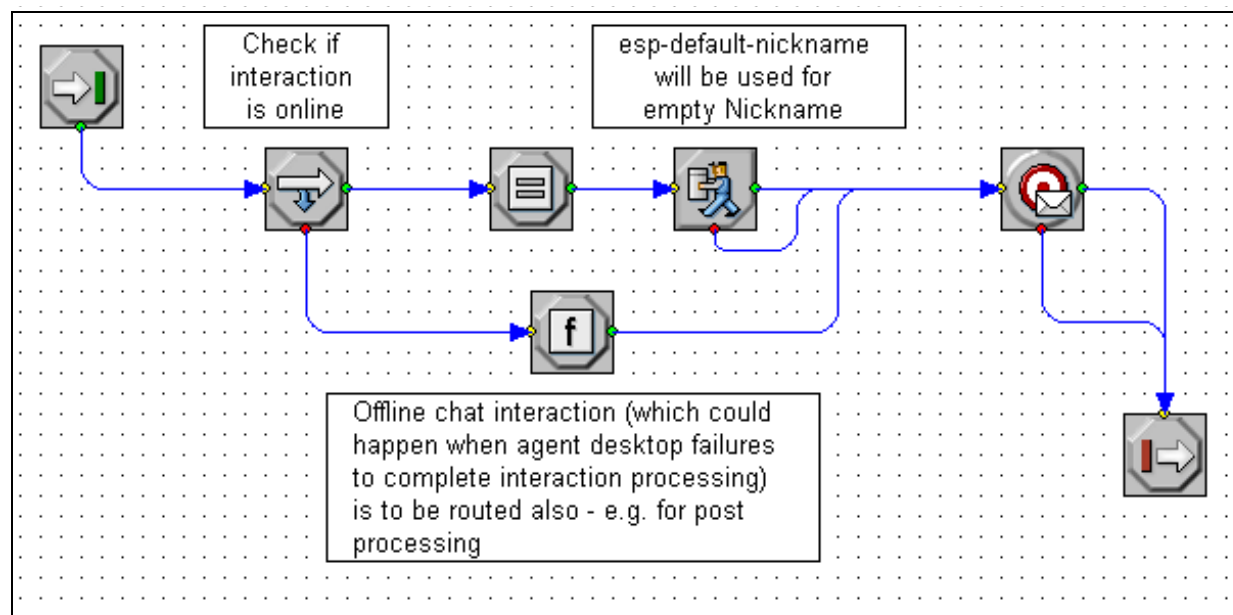 Check if
interaction
is online
esp-default-nickname
will be used for
empty Nickname
f
Offline chat interaction (which could
happen when agent desktop failures
to complete interaction processing)
is to be routed also - e.g. for post
processing